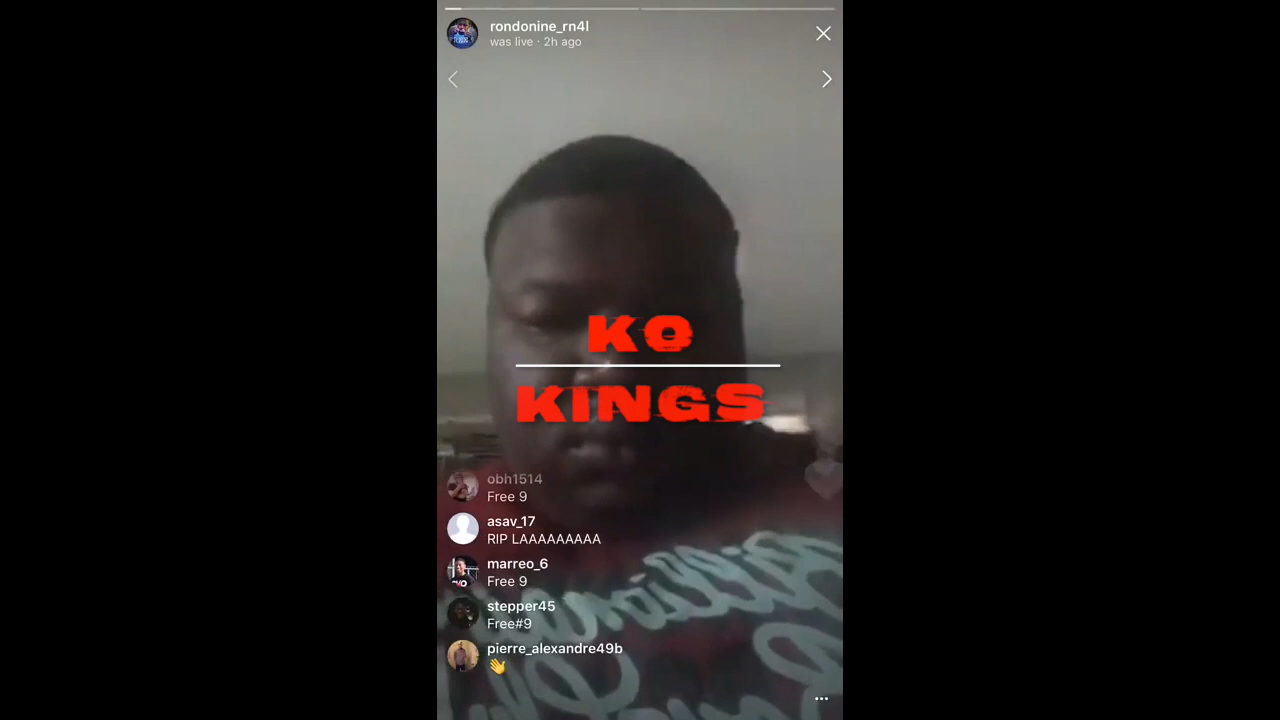 rondonine_rn4l
was live · 2h ago
KO
KINGS
obh1514
Free 9
asav_17
RIP LAAAAAAAAA
marreo_6
Free 9
stepper45
Free#9
pierre_alexandre49b
👋